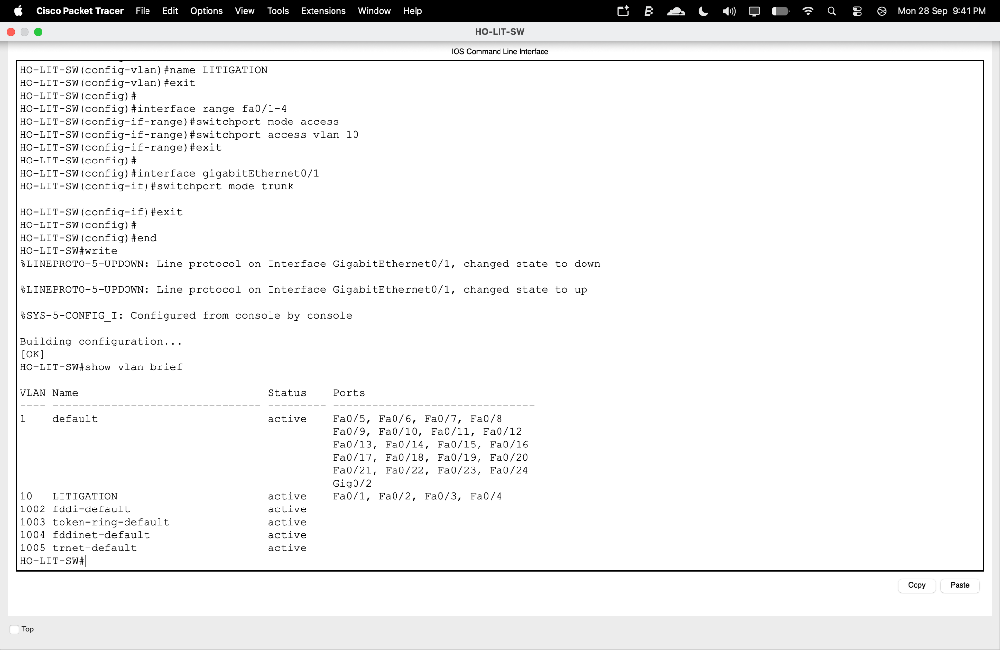 Cisco Packet Tracer File Edit Options View Tools Extensions Window Help Mon 28 Sep 9:41 PM
HO-LIT-SW
IOS Command Line Interface
HO-LIT-SW(config-vlan)#name LITIGATION
HO-LIT-SW(config-vlan)#exit
HO-LIT-SW(config)#
HO-LIT-SW(config)#interface range fa0/1-4
HO-LIT-SW(config-if-range)#switchport mode access
HO-LIT-SW(config-if-range)#switchport access vlan 10
HO-LIT-SW(config-if-range)#exit
HO-LIT-SW(config)#
HO-LIT-SW(config)#interface gigabitEthernet0/1
HO-LIT-SW(config-if)#switchport mode trunk
HO-LIT-SW(config-if)#exit
HO-LIT-SW(config)#
HO-LIT-SW(config)#end
HO-LIT-SW#write
%LINEPROTO-5-UPDOWN: Line protocol on Interface GigabitEthernet0/1, changed state to down
%LINEPROTO-5-UPDOWN: Line protocol on Interface GigabitEthernet0/1, changed state to up
%SYS-5-CONFIG_I: Configured from console by console
Building configuration...
[OK]
HO-LIT-SW#show vlan brief
VLAN Name                             Status    Ports
---- -------------------------------- --------- -------------------------------
1    default                          active    Fa0/5, Fa0/6, Fa0/7, Fa0/8
                                                Fa0/9, Fa0/10, Fa0/11, Fa0/12
                                                Fa0/13, Fa0/14, Fa0/15, Fa0/16
                                                Fa0/17, Fa0/18, Fa0/19, Fa0/20
                                                Fa0/21, Fa0/22, Fa0/23, Fa0/24
                                                Gig0/2
10   LITIGATION                       active    Fa0/1, Fa0/2, Fa0/3, Fa0/4
1002 fddi-default                     active
1003 token-ring-default               active
1004 fddinet-default                  active
1005 trnet-default                    active
HO-LIT-SW#
Copy Paste
Top